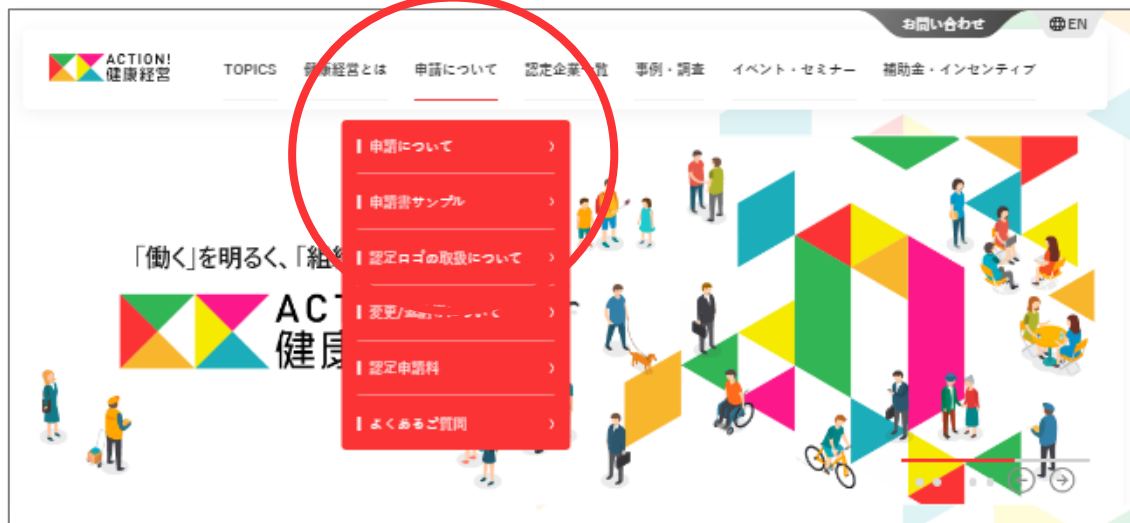 お問い合わせ
EN
ACTION!
健康経営
TOPICS
健康経営とは
申請について
認定企業一覧
事例・調査
イベント・セミナー
補助金・インセンティブ
申請について
申請書サンプル
認定ロゴの取扱について
変更/
ついて
認定申請料
よくあるご質問
「働く」を明るく、「組
AC
健康